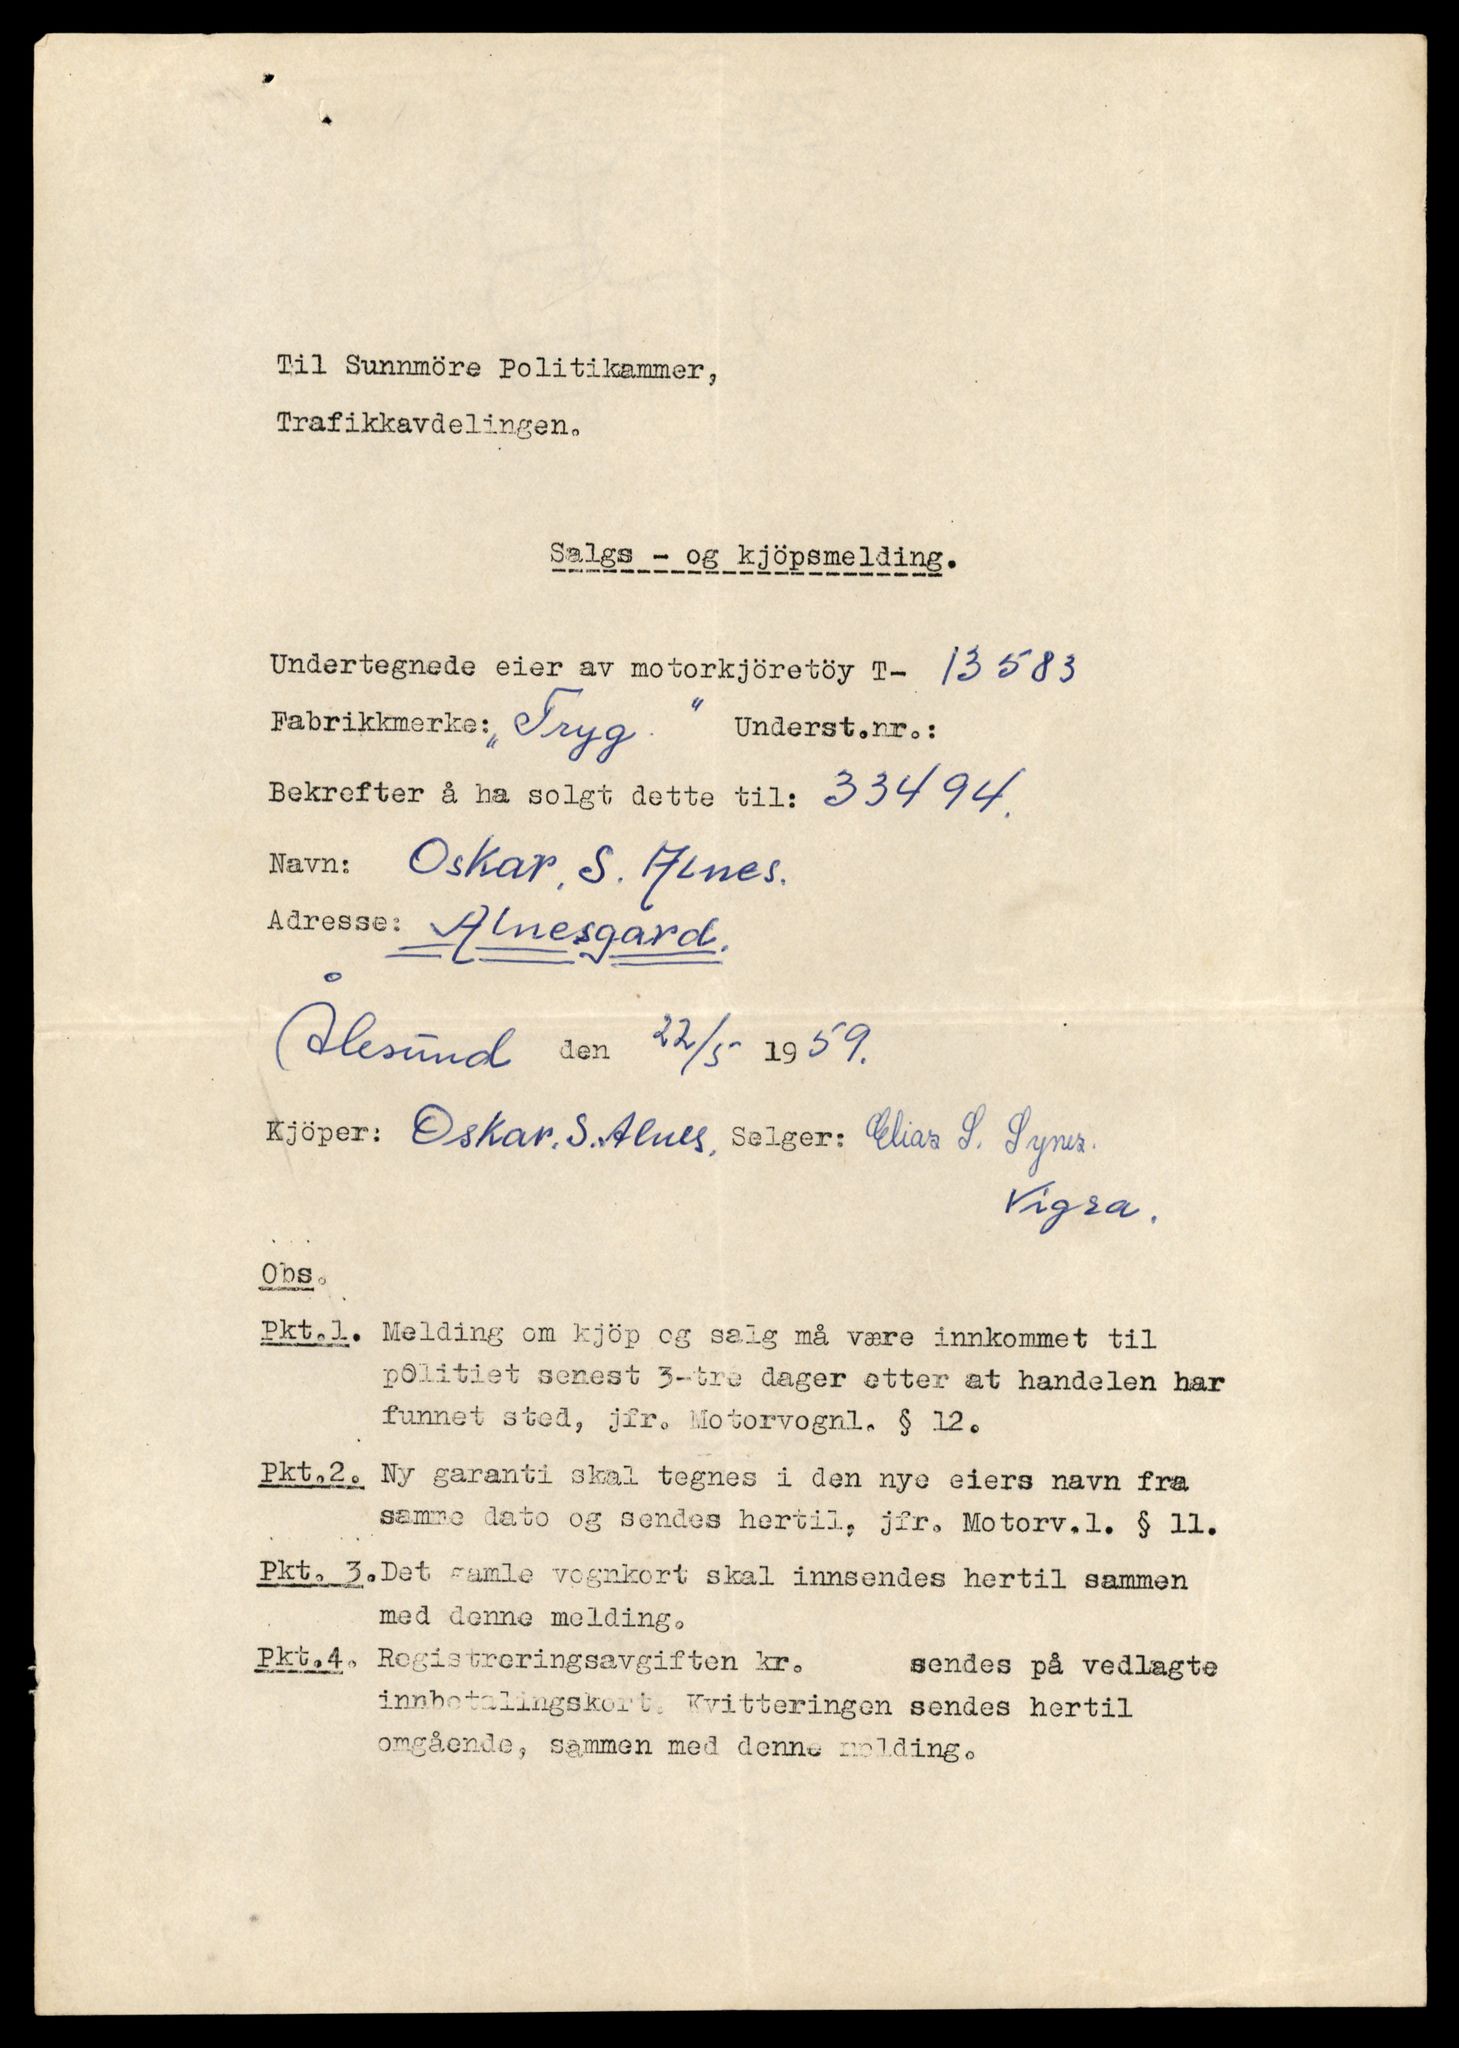 Til Sunnmöre Politikammer,
Trafikkavdelingen.
Salgs - og kjöpsmelding.
Undertegnede eier av motorkjöretöy T- 13583
Fabrikkmerke: „Tryg." Underst.nr.:
Bekrefter å ha solgt dette til: 33494.
Navn: Oskar. S. Alnes.
Adresse: Alnesgard.
Ålesund den 22/5 1959.
Kjöper: Oskar. S. Alnes, Selger: Elias S. Synes.
Vigra.
Obs.
Pkt.1. Melding om kjöp og salg må være innkommet til
politiet senest 3-tre dager etter at handelen har
funnet sted, jfr. Motorvognl. § 12.
Pkt.2. Ny garanti skal tegnes i den nye eiers navn fra
samme dato og sendes hertil, jfr. Motorv.l. § 11.
Pkt. 3. Det gamle vognkort skal innsendes hertil sammen
med denne melding.
Pkt.4. Registreringsavgiften kr. sendes på vedlagte
innbetalingskort. Kvitteringen sendes hertil
omgående, sammen med denne melding.